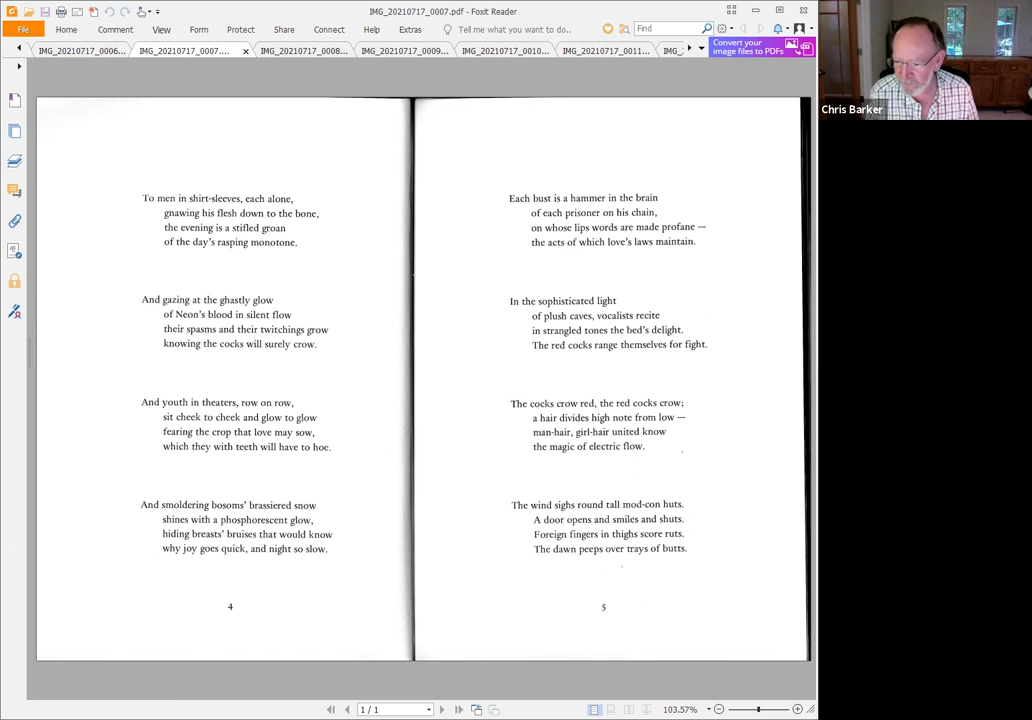 IMG_20210717_0007.pdf - Foxit Reader
File
Home
Comment
View
Form
Protect
Share
Connect
Help
Extras
Tell me what you want to do..
Find
IMG_20210717_0006...
IMG_20210717_0007....
IMG_20210717_0008...
IMG_20210717_0009...
IMG_20210717_0010...
IMG_20210717_0011...
IMG_
Convert your
image files to PDFs
Chris Barker
To men in shirt-sleeves, each alone,
gnawing his flesh down to the bone,
the evening is a stifled groan
of the day's rasping monotone.
And gazing at the ghastly glow
of Neon's blood in silent flow
their spasms and their twitchings grow
knowing the cocks will surely crow.
And youth in theaters, row on row,
sit cheek to cheek and glow to glow
fearing the crop that love may sow,
which they with teeth will have to hoe.
And smoldering bosoms' brassiered snow
shines with a phosphorescent glow,
hiding breasts' bruises that would know
why joy goes quick, and night so slow.
4
Each bust is a hammer in the brain
of each prisoner on his chain,
on whose lips words are made profane —
the acts of which love's laws maintain.
In the sophisticated light
of plush caves, vocalists recite
in strangled tones the bed's delight.
The red cocks range themselves for fight.
The cocks crow red, the red cocks crow;
a hair divides high note from low —
man-hair, girl-hair united know
the magic of electric flow.
The wind sighs round tall mod-con huts.
A door opens and smiles and shuts.
Foreign fingers in thighs score ruts.
The dawn peeps over trays of butts.
5
1 / 1
103.57%